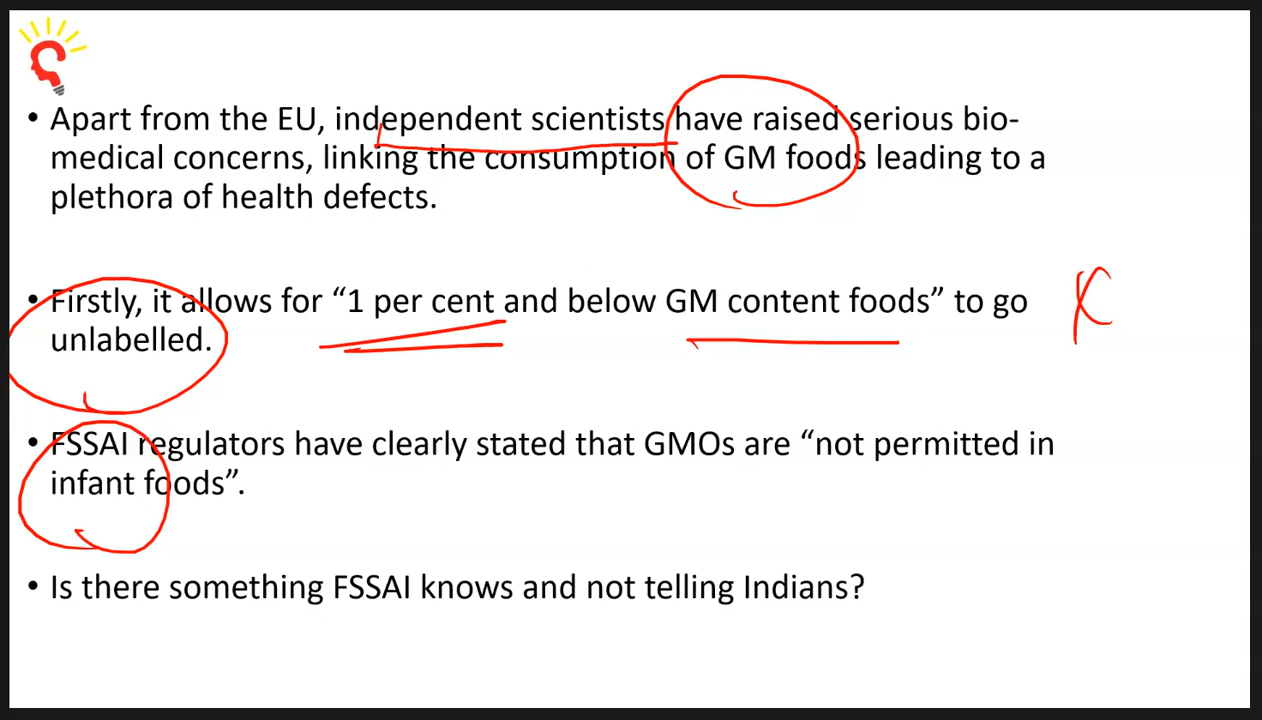 • Apart from the EU, independent scientists have raised serious bio-
medical concerns, linking the consumption of GM foods leading to a
plethora of health defects.
• Firstly, it allows for “1 per cent and below GM content foods” to go
unlabelled.
• FSSAI regulators have clearly stated that GMOs are “not permitted in
infant foods”.
• Is there something FSSAI knows and not telling Indians?